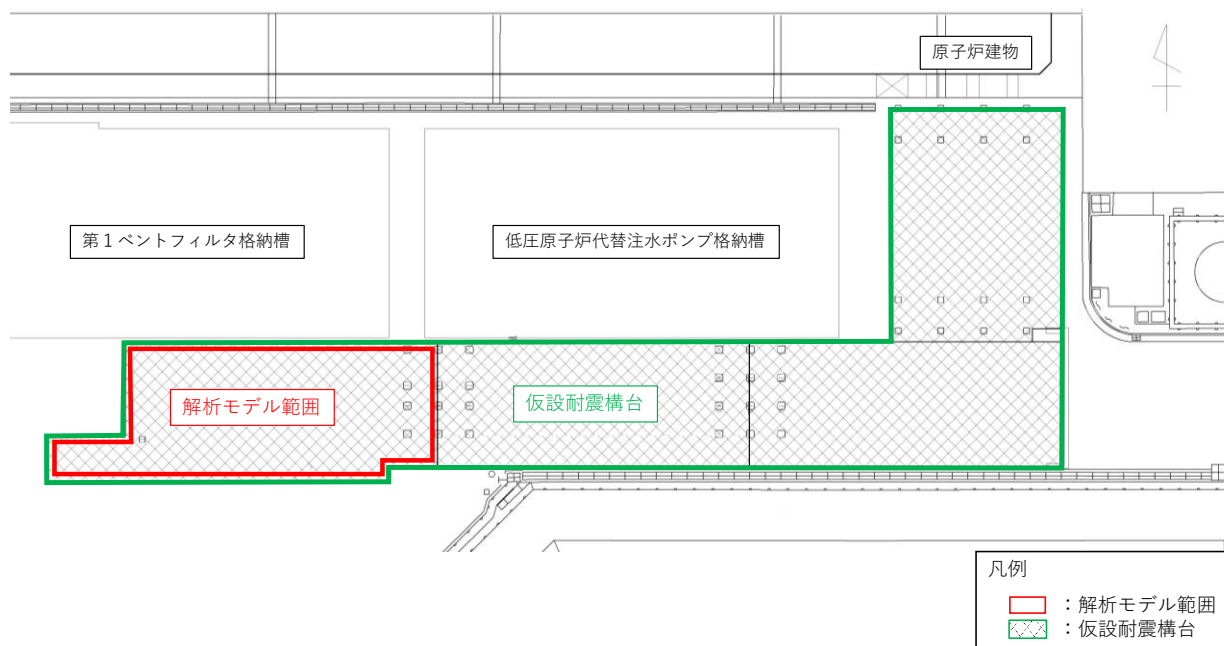 原子炉建物
第1ベントフィルタ格納槽
低圧原子炉代替注水ポンプ格納槽
解析モデル範囲
仮設耐震構台
凡例
：解析モデル範囲
：仮設耐震構台